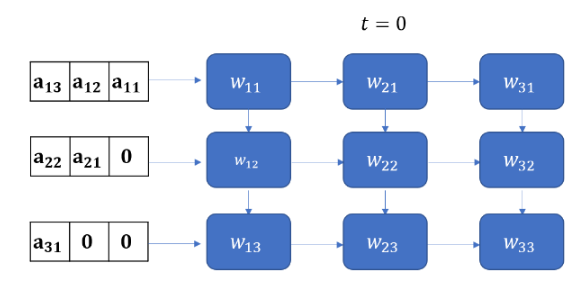 t = 0
a₁₃ a₁₂ a₁₁ w₁₁ w₂₁ w₃₁
a₂₂ a₂₁ 0 w₁₂ w₂₂ w₃₂
a₃₁ 0 0 w₁₃ w₂₃ w₃₃